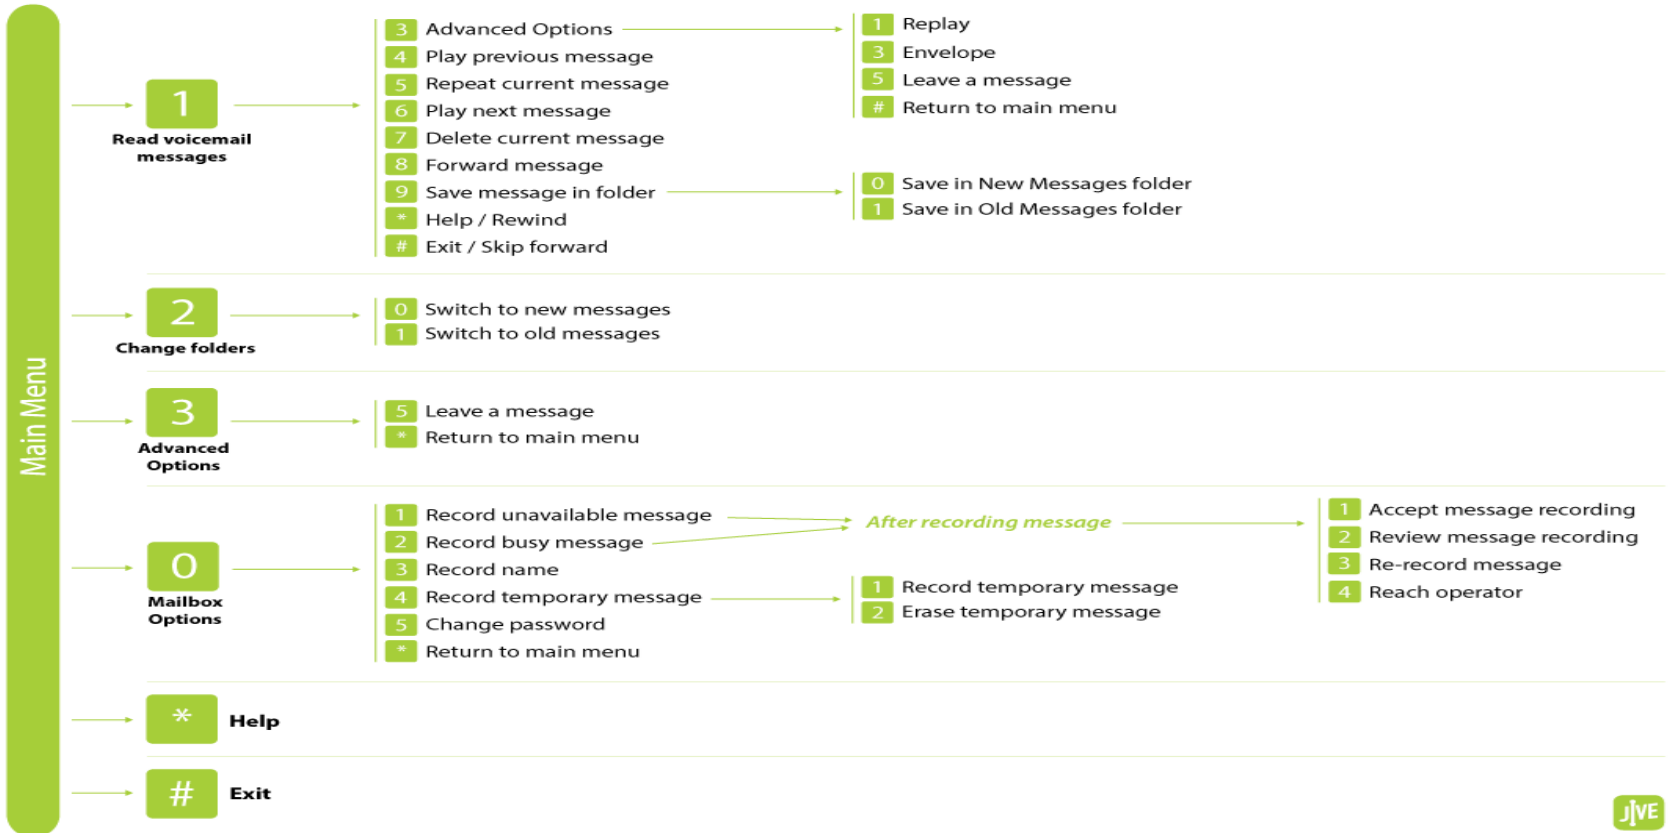 Main Menu
1
Read voicemail
messages
3 Advanced Options
4 Play previous message
5 Repeat current message
6 Play next message
7 Delete current message
8 Forward message
9 Save message in folder
* Help / Rewind
# Exit / Skip forward
1 Replay
3 Envelope
5 Leave a message
# Return to main menu
0 Save in New Messages folder
1 Save in Old Messages folder
2
Change folders
0 Switch to new messages
1 Switch to old messages
3
Advanced
Options
5 Leave a message
* Return to main menu
0
Mailbox
Options
1 Record unavailable message
2 Record busy message
3 Record name
4 Record temporary message
5 Change password
* Return to main menu
After recording message
1 Record temporary message
2 Erase temporary message
1 Accept message recording
2 Review message recording
3 Re-record message
4 Reach operator
* Help
# Exit
JIVE